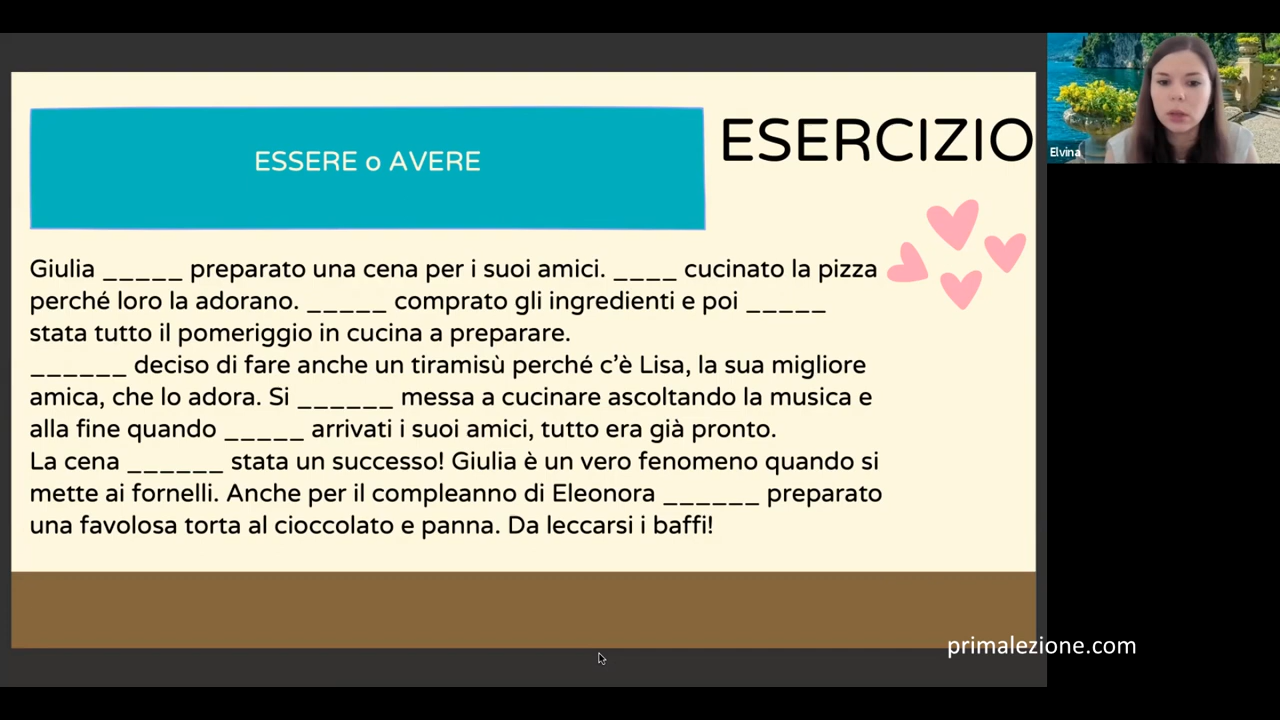 ESSERE o AVERE
ESERCIZIO
Elvina
Giulia _____ preparato una cena per i suoi amici. ____ cucinato la pizza
perché loro la adorano. _____ comprato gli ingredienti e poi _____
stata tutto il pomeriggio in cucina a preparare.
______ deciso di fare anche un tiramisù perché c’è Lisa, la sua migliore
amica, che lo adora. Si ______ messa a cucinare ascoltando la musica e
alla fine quando _____ arrivati i suoi amici, tutto era già pronto.
La cena ______ stata un successo! Giulia è un vero fenomeno quando si
mette ai fornelli. Anche per il compleanno di Eleonora ______ preparato
una favolosa torta al cioccolato e panna. Da leccarsi i baffi!
primalezione.com